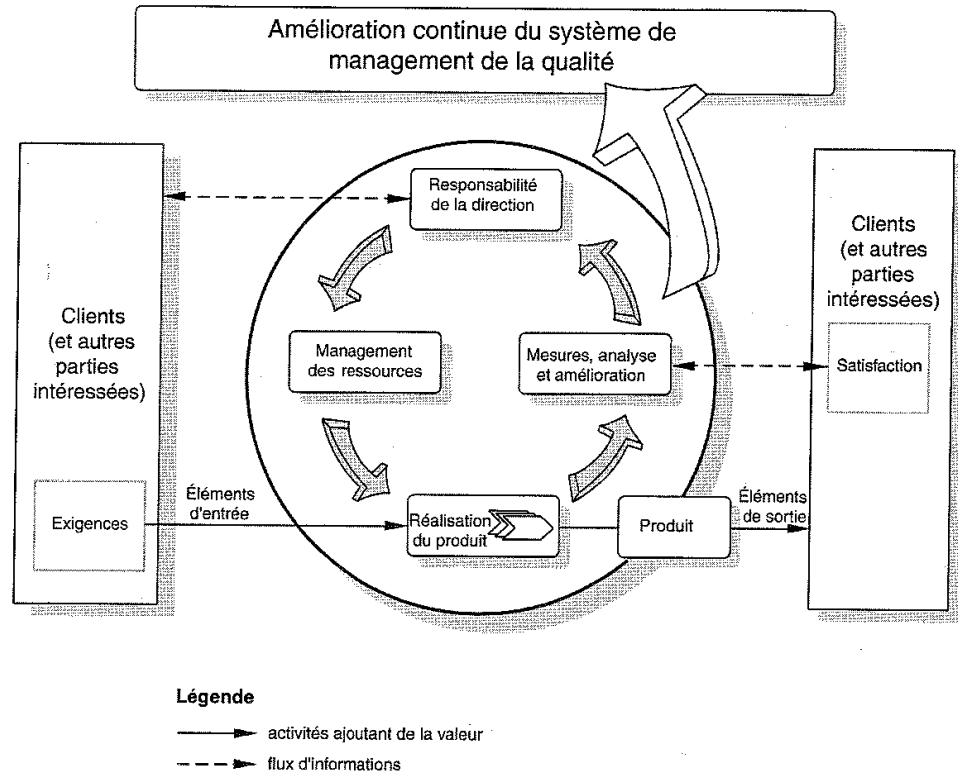 Amélioration continue du système de
management de la qualité
Responsabilité
de la direction
Clients
(et autres
parties
intéressées)
Clients
(et autres
parties
intéressées)
Management
des ressources
Mesures, analyse
et amélioration
Satisfaction
Exigences
Éléments
d'entrée
Réalisation
du produit
Produit
Éléments
de sortie
Légende
activités ajoutant de la valeur
flux d'informations